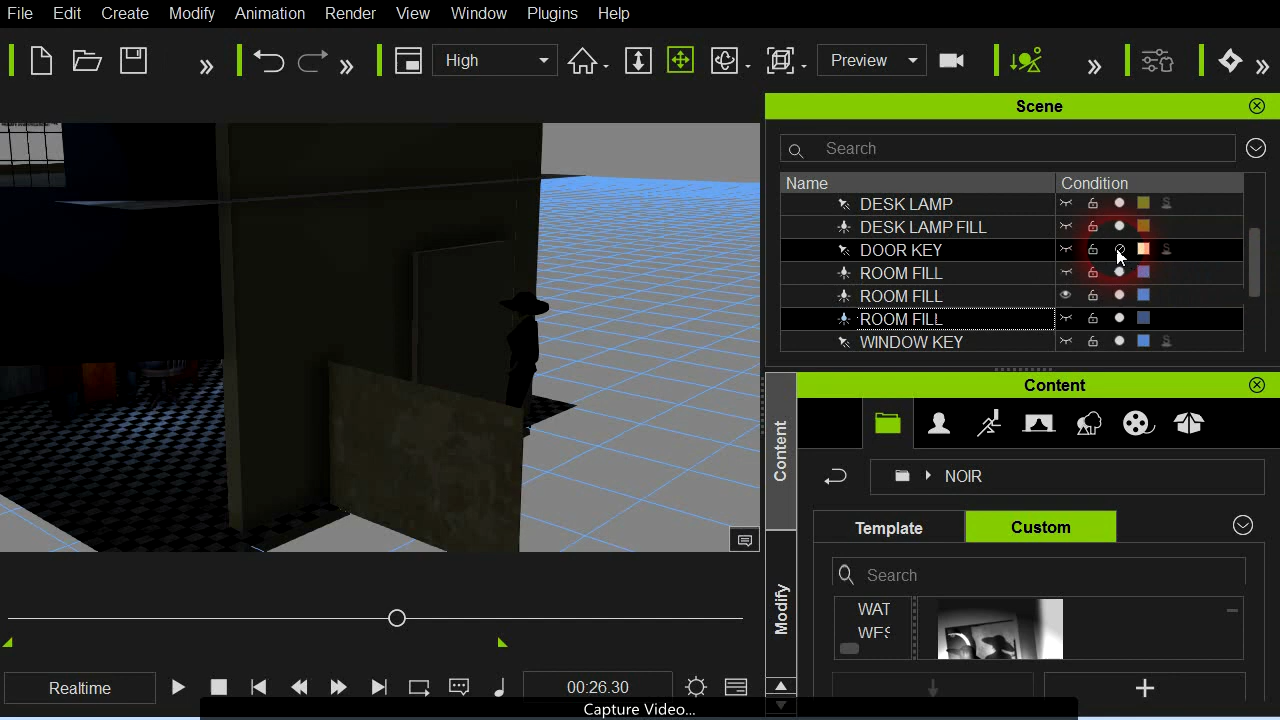 File Edit Create Modify Animation Render View Window Plugins Help
High Preview
Scene
Search
Name Condition
DESK LAMP
DESK LAMP FILL
DOOR KEY
ROOM FILL
ROOM FILL
ROOM FILL
WINDOW KEY
Content
Content
NOIR
Template Custom
Search
Modify
WAT
WES
Realtime 00:26.30
Capture Video...